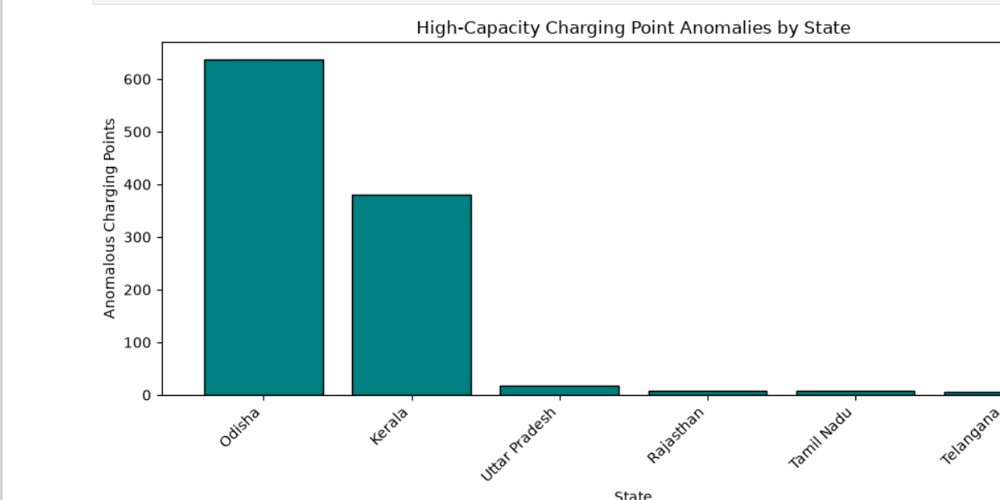 High-Capacity Charging Point Anomalies by State
Anomalous Charging Points
600
500
400
300
200
100
0
Odisha
Kerala
Uttar Pradesh
Rajasthan
Tamil Nadu
Telangana
State